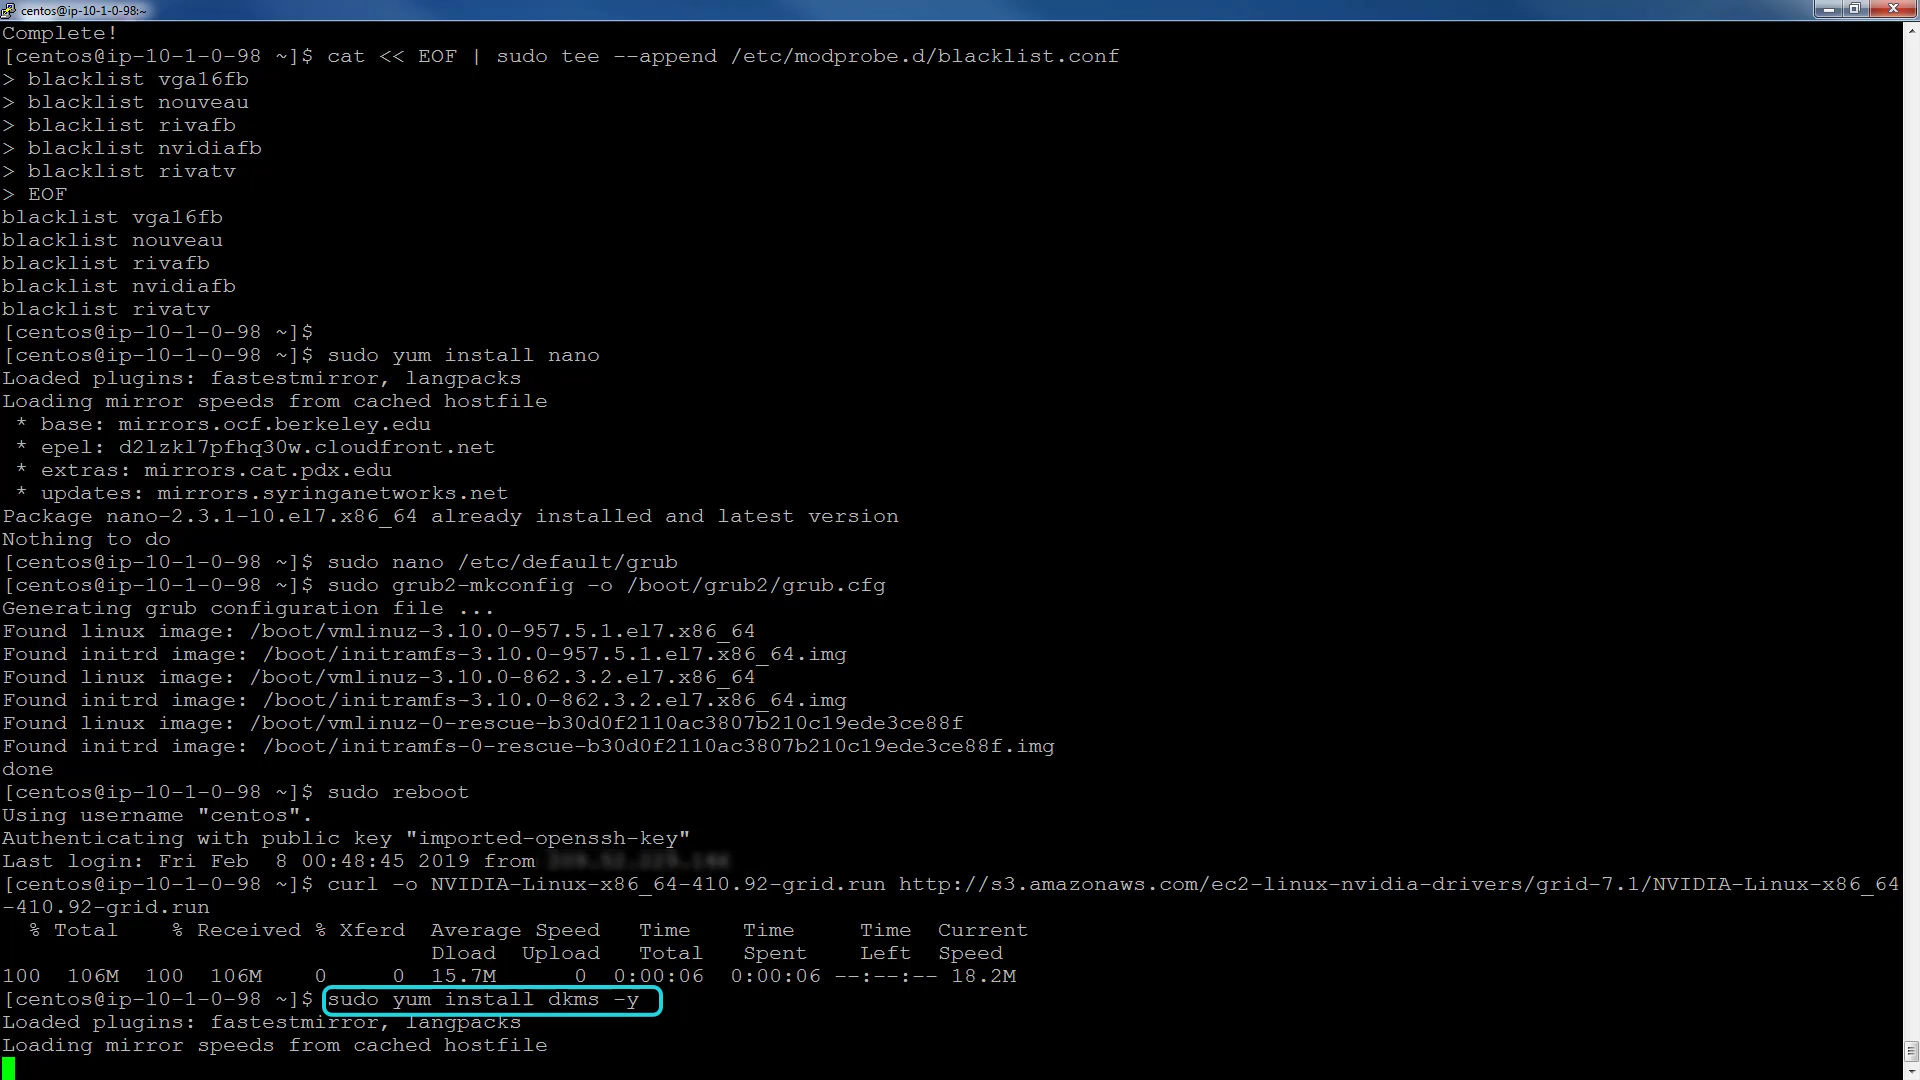 centos@ip-10-1-0-98:~
Complete!
[centos@ip-10-1-0-98 ~]$ cat << EOF | sudo tee --append /etc/modprobe.d/blacklist.conf
> blacklist vga16fb
> blacklist nouveau
> blacklist rivafb
> blacklist nvidiafb
> blacklist rivatv
> EOF
blacklist vga16fb
blacklist nouveau
blacklist rivafb
blacklist nvidiafb
blacklist rivatv
[centos@ip-10-1-0-98 ~]$
[centos@ip-10-1-0-98 ~]$ sudo yum install nano
Loaded plugins: fastestmirror, langpacks
Loading mirror speeds from cached hostfile
 * base: mirrors.ocf.berkeley.edu
 * epel: d2lzkl7pfhq30w.cloudfront.net
 * extras: mirrors.cat.pdx.edu
 * updates: mirrors.syringanetworks.net
Package nano-2.3.1-10.el7.x86_64 already installed and latest version
Nothing to do
[centos@ip-10-1-0-98 ~]$ sudo nano /etc/default/grub
[centos@ip-10-1-0-98 ~]$ sudo grub2-mkconfig -o /boot/grub2/grub.cfg
Generating grub configuration file ...
Found linux image: /boot/vmlinuz-3.10.0-957.5.1.el7.x86_64
Found initrd image: /boot/initramfs-3.10.0-957.5.1.el7.x86_64.img
Found linux image: /boot/vmlinuz-3.10.0-862.3.2.el7.x86_64
Found initrd image: /boot/initramfs-3.10.0-862.3.2.el7.x86_64.img
Found linux image: /boot/vmlinuz-0-rescue-b30d0f2110ac3807b210c19ede3ce88f
Found initrd image: /boot/initramfs-0-rescue-b30d0f2110ac3807b210c19ede3ce88f.img
done
[centos@ip-10-1-0-98 ~]$ sudo reboot
Using username "centos".
Authenticating with public key "imported-openssh-key"
Last login: Fri Feb  8 00:48:45 2019 from
[centos@ip-10-1-0-98 ~]$ curl -o NVIDIA-Linux-x86_64-410.92-grid.run http://s3.amazonaws.com/ec2-linux-nvidia-drivers/grid-7.1/NVIDIA-Linux-x86_64
-410.92-grid.run
  % Total    % Received % Xferd  Average Speed   Time    Time     Time  Current
                                 Dload  Upload   Total   Spent    Left  Speed
100  106M  100  106M    0     0  15.7M      0  0:00:06  0:00:06 --:--:-- 18.2M
[centos@ip-10-1-0-98 ~]$ sudo yum install dkms -y
Loaded plugins: fastestmirror, langpacks
Loading mirror speeds from cached hostfile